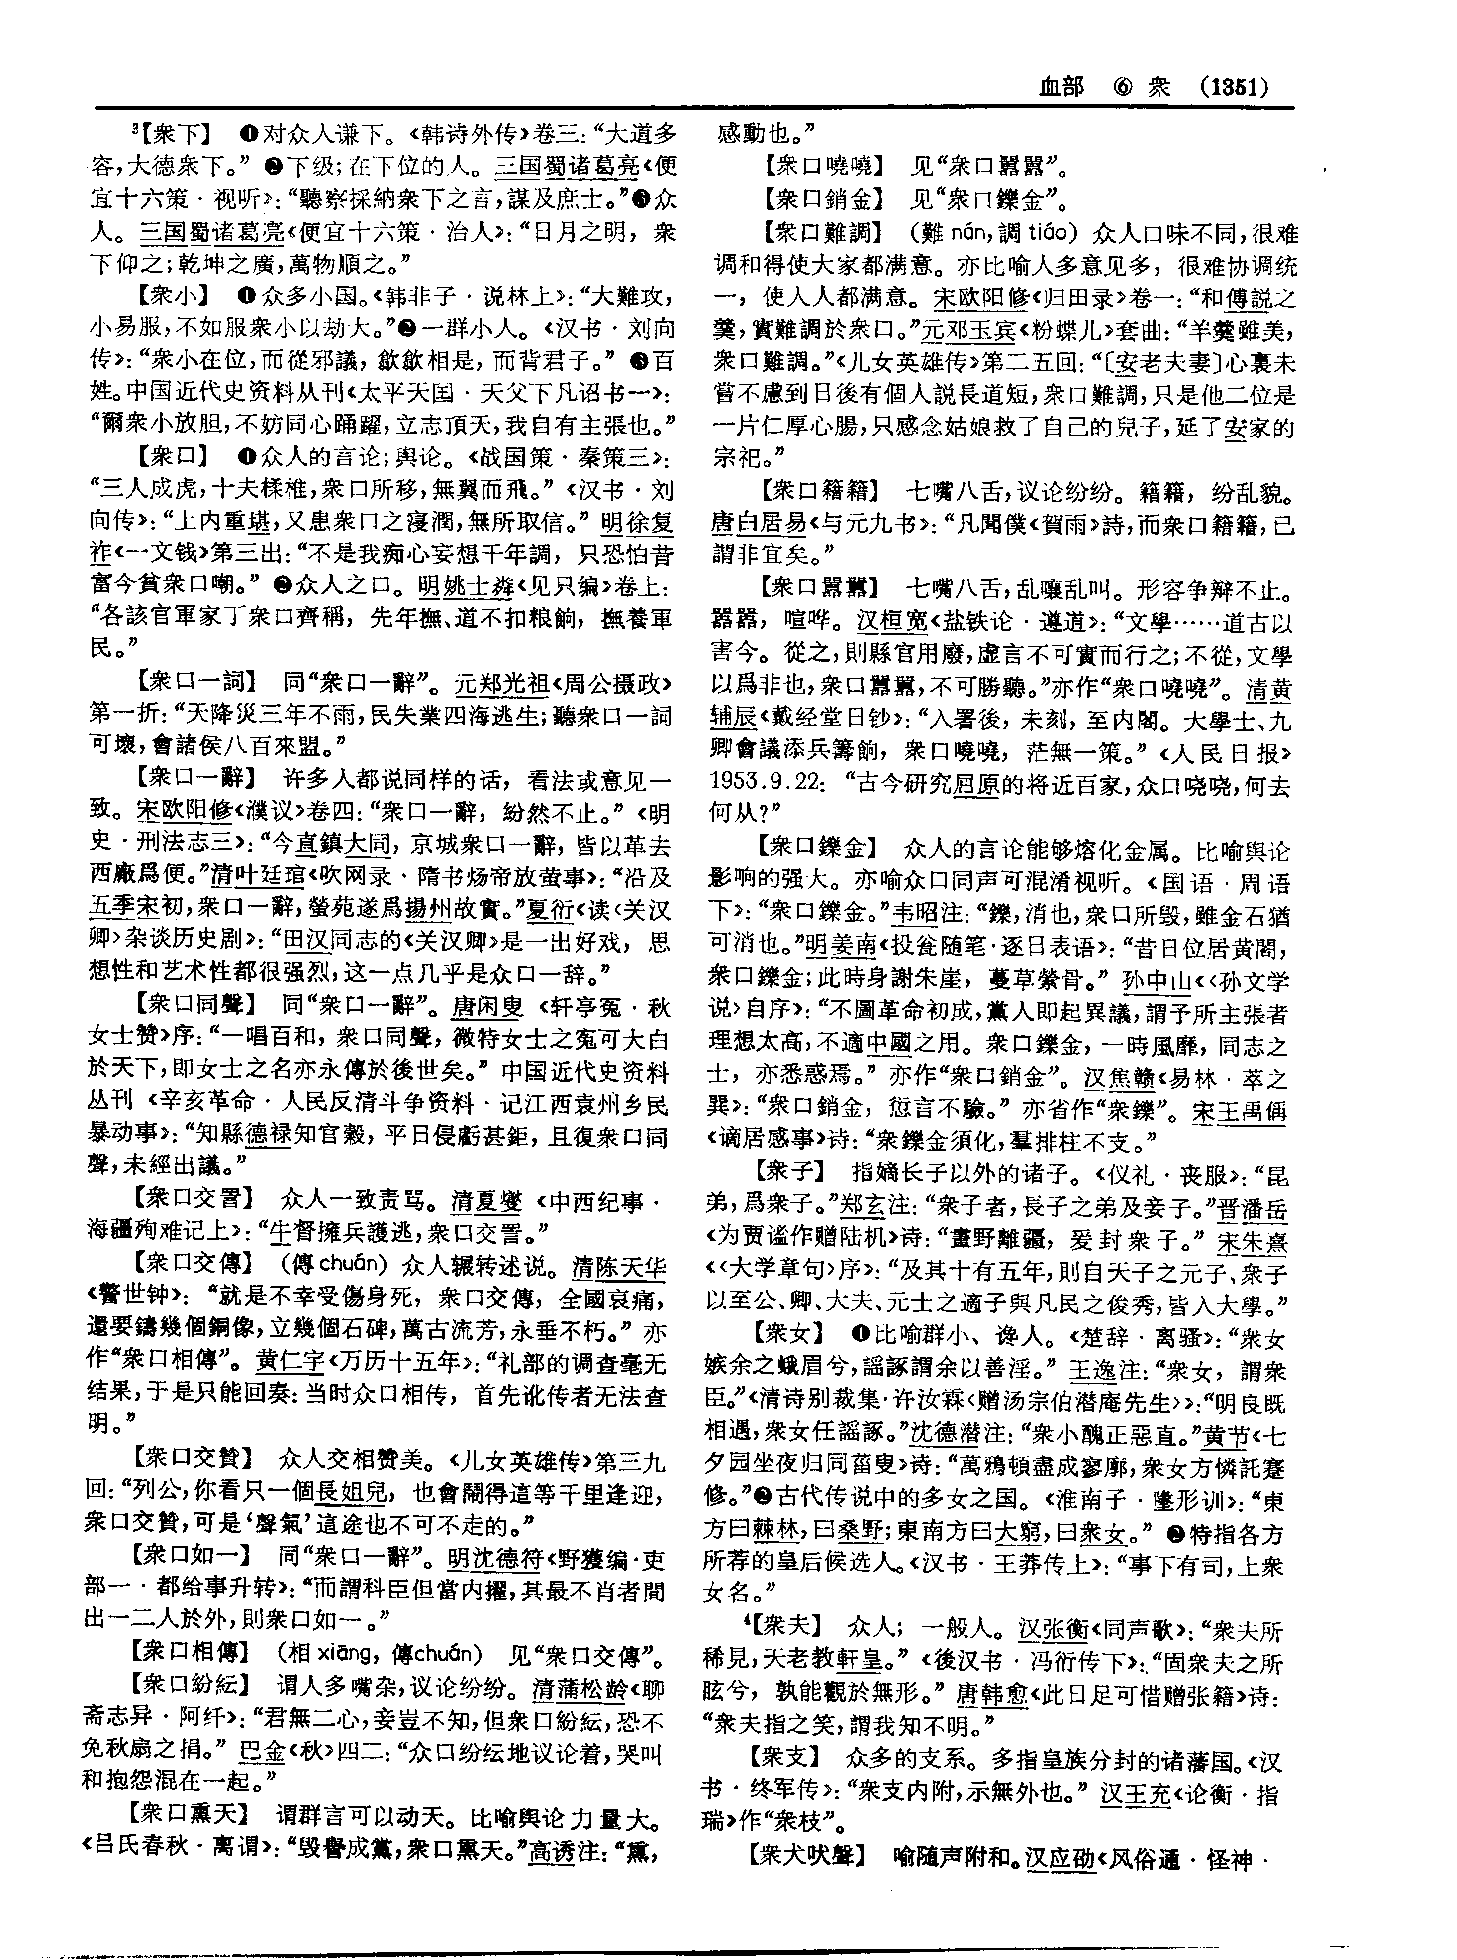 血部 ⑥ 衆 (1351)
³【衆下】 ❶对众人谦下。《韩诗外传》卷三：“大道多
容，大德衆下。”❷下级；在下位的人。三国蜀诸葛亮《便
宜十六策·视听》：“聽察採納衆下之言，謀及庶士。”❸众
人。三国蜀诸葛亮《便宜十六策·治人》：“日月之明，衆
下仰之；乾坤之廣，萬物順之。”
【衆小】 ❶众多小国。《韩非子·说林上》：“大難攻，
小易服，不如服衆小以劫大。”❷一群小人。《汉书·刘向
传》：“衆小在位，而從邪議，歙歙相是，而背君子。”❸百
姓。中国近代史资料丛刊《太平天国·天父下凡诏书一》：
“爾衆小放胆，不妨同心踊躍，立志頂天，我自有主張也。”
【衆口】 ❶众人的言论；舆论。《战国策·秦策三》：
“三人成虎，十夫楺椎，衆口所移，無翼而飛。”《汉书·刘
向传》：“上内重堪，又患衆口之寖潤，無所取信。”明徐复
祚《一文钱》第三出：“不是我痴心妄想千年調，只恐怕昔
富今貧衆口嘲。”❷众人之口。明姚士粦《见只编》卷上：
“各該官軍家丁衆口齊稱，先年撫、道不扣粮餉，撫養軍
民。”
【衆口一詞】 同“衆口一辭”。元郑光祖《周公摄政》
第一折：“天降災三年不雨，民失業四海逃生；聽衆口一詞
可壞，會諸侯八百來盟。”
【衆口一辭】 许多人都说同样的话，看法或意见一
致。宋欧阳修《濮议》卷四：“衆口一辭，紛然不止。”《明
史·刑法志三》：“今直鎮大同，京城衆口一辭，皆以革去
西廠爲便。”清叶廷琯《吹网录·隋书炀帝放萤事》：“沿及
五季宋初，衆口一辭，螢苑遂爲揚州故實。”夏衍《读〈关汉
卿〉杂谈历史剧》：“田汉同志的《关汉卿》是一出好戏，思
想性和艺术性都很强烈，这一点几乎是众口一辞。”
【衆口同聲】 同“衆口一辭”。唐闲叟《轩亭冤·秋
女士赞》序：“一唱百和，衆口同聲，微特女士之冤可大白
於天下，即女士之名亦永傳於後世矣。”中国近代史资料
丛刊《辛亥革命·人民反清斗争资料·记江西袁州乡民
暴动事》：“知縣德禄知官穀，平日侵虧甚鉅，且復衆口同
聲，未經出議。”
【衆口交詈】 众人一致责骂。清夏燮《中西纪事·
海疆殉难记上》：“牛督擁兵護逃，衆口交詈。”
【衆口交傳】 （傳chuán）众人辗转述说。清陈天华
《警世钟》：“就是不幸受傷身死，衆口交傳，全國哀痛，
還要鑄幾個銅像，立幾個石碑，萬古流芳，永垂不朽。”亦
作“衆口相傳”。黄仁宇《万历十五年》：“礼部的调查毫无
结果，于是只能回奏：当时众口相传，首先讹传者无法查
明。”
【衆口交贊】 众人交相赞美。《儿女英雄传》第三九
回：“列公，你看只一個長姐兒，也會鬧得這等千里逢迎，
衆口交贊，可是‘聲氣’這途也不可不走的。”
【衆口如一】 同“衆口一辭”。明沈德符《野獲编·吏
部一·都给事升转》：“而謂科臣但當内擢，其最不肖者間
出一二人於外，則衆口如一。”
【衆口相傳】 （相xiāng，傳chuán） 见“衆口交傳”。
【衆口紛紜】 谓人多嘴杂，议论纷纷。清蒲松龄《聊
斋志异·阿纤》：“君無二心，妾豈不知，但衆口紛紜，恐不
免秋扇之捐。”巴金《秋》四二：“众口纷纭地议论着，哭叫
和抱怨混在一起。”
【衆口熏天】 谓群言可以动天。比喻舆论力量大。
《吕氏春秋·离谓》：“毁譽成黨，衆口熏天。”高诱注：“熏，
感動也。”
【衆口嘵嘵】 见“衆口嚣嚣”。
【衆口銷金】 见“衆口鑠金”。
【衆口難調】 （難nán，調tiáo）众人口味不同，很难
调和得使大家都满意。亦比喻人多意见多，很难协调统
一，使人人都满意。宋欧阳修《归田录》卷一：“和傅説之
羹，實難調於衆口。”元邓玉宾《粉蝶儿》套曲：“羊羹雖美，
衆口難調。”《儿女英雄传》第二五回：“〔安老夫妻〕心裏未
嘗不慮到日後有個人説長道短，衆口難調，只是他二位是
一片仁厚心腸，只感念姑娘救了自己的兒子，延了安家的
宗祀。”
【衆口籍籍】 七嘴八舌，议论纷纷。籍籍，纷乱貌。
唐白居易《与元九书》：“凡聞僕《賀雨》詩，而衆口籍籍，已
謂非宜矣。”
【衆口嚣嚣】 七嘴八舌，乱嚷乱叫。形容争辩不止。
嚣嚣，喧哗。汉桓宽《盐铁论·遵道》：“文學……道古以
害今。從之，則縣官用廢，虚言不可實而行之；不從，文學
以爲非也，衆口嚣嚣，不可勝聽。”亦作“衆口嘵嘵”。清黄
辅辰《戴经堂日钞》：“入署後，未刻，至内閣。大學士、九
卿會議添兵籌餉，衆口嘵嘵，茫無一策。”《人民日报》
1953.9.22：“古今研究屈原的将近百家，众口哓哓，何去
何从？”
【衆口鑠金】 众人的言论能够熔化金属。比喻舆论
影响的强大。亦喻众口同声可混淆视听。《国语·周语
下》：“衆口鑠金。”韦昭注：“鑠，消也，衆口所毁，雖金石猶
可消也。”明姜南《投瓮随笔·逐日表语》：“昔日位居黄閣，
衆口鑠金；此時身謝朱崖，蔓草縈骨。”孙中山《〈孙文学
说〉自序》：“不圖革命初成，黨人即起異議，謂予所主張者
理想太高，不適中國之用。衆口鑠金，一時風靡，同志之
士，亦悉惑焉。”亦作“衆口銷金”。汉焦赣《易林·萃之
巽》：“衆口銷金，愆言不驗。”亦省作“衆鑠”。宋王禹偁
《谪居感事》诗：“衆鑠金須化，羣排柱不支。”
【衆子】 指嫡长子以外的诸子。《仪礼·丧服》：“昆
弟，爲衆子。”郑玄注：“衆子者，長子之弟及妾子。”晋潘岳
《为贾谧作赠陆机》诗：“畫野離疆，爰封衆子。”宋朱熹
《〈大学章句〉序》：“及其十有五年，則自天子之元子、衆子
以至公、卿、大夫、元士之適子與凡民之俊秀，皆入大學。”
【衆女】 ❶比喻群小、谗人。《楚辞·离骚》：“衆女
嫉余之蛾眉兮，謡諑謂余以善淫。”王逸注：“衆女，謂衆
臣。”《清诗别裁集·许汝霖〈赠汤宗伯潜庵先生〉》：“明良既
相遇，衆女任謡諑。”沈德潜注：“衆小醜正惡直。”黄节《七
夕园坐夜归同菑叟》诗：“萬鴉頓盡成寥廓，衆女方憐託蹇
修。”❷古代传说中的多女之国。《淮南子·墬形训》：“東
方曰棘林，曰桑野；東南方曰大窮，曰衆女。”❷特指各方
所荐的皇后候选人。《汉书·王莽传上》：“事下有司，上衆
女名。”
⁴【衆夫】 众人；一般人。汉张衡《同声歌》：“衆夫所
稀見，天老教軒皇。”《後汉书·冯衍传下》：“固衆夫之所
眩兮，孰能觀於無形。”唐韩愈《此日足可惜赠张籍》诗：
“衆夫指之笑，謂我知不明。”
【衆支】 众多的支系。多指皇族分封的诸藩国。《汉
书·终军传》：“衆支内附，示無外也。”汉王充《论衡·指
瑞》作“衆枝”。
【衆犬吠聲】 喻随声附和。汉应劭《风俗通·怪神·